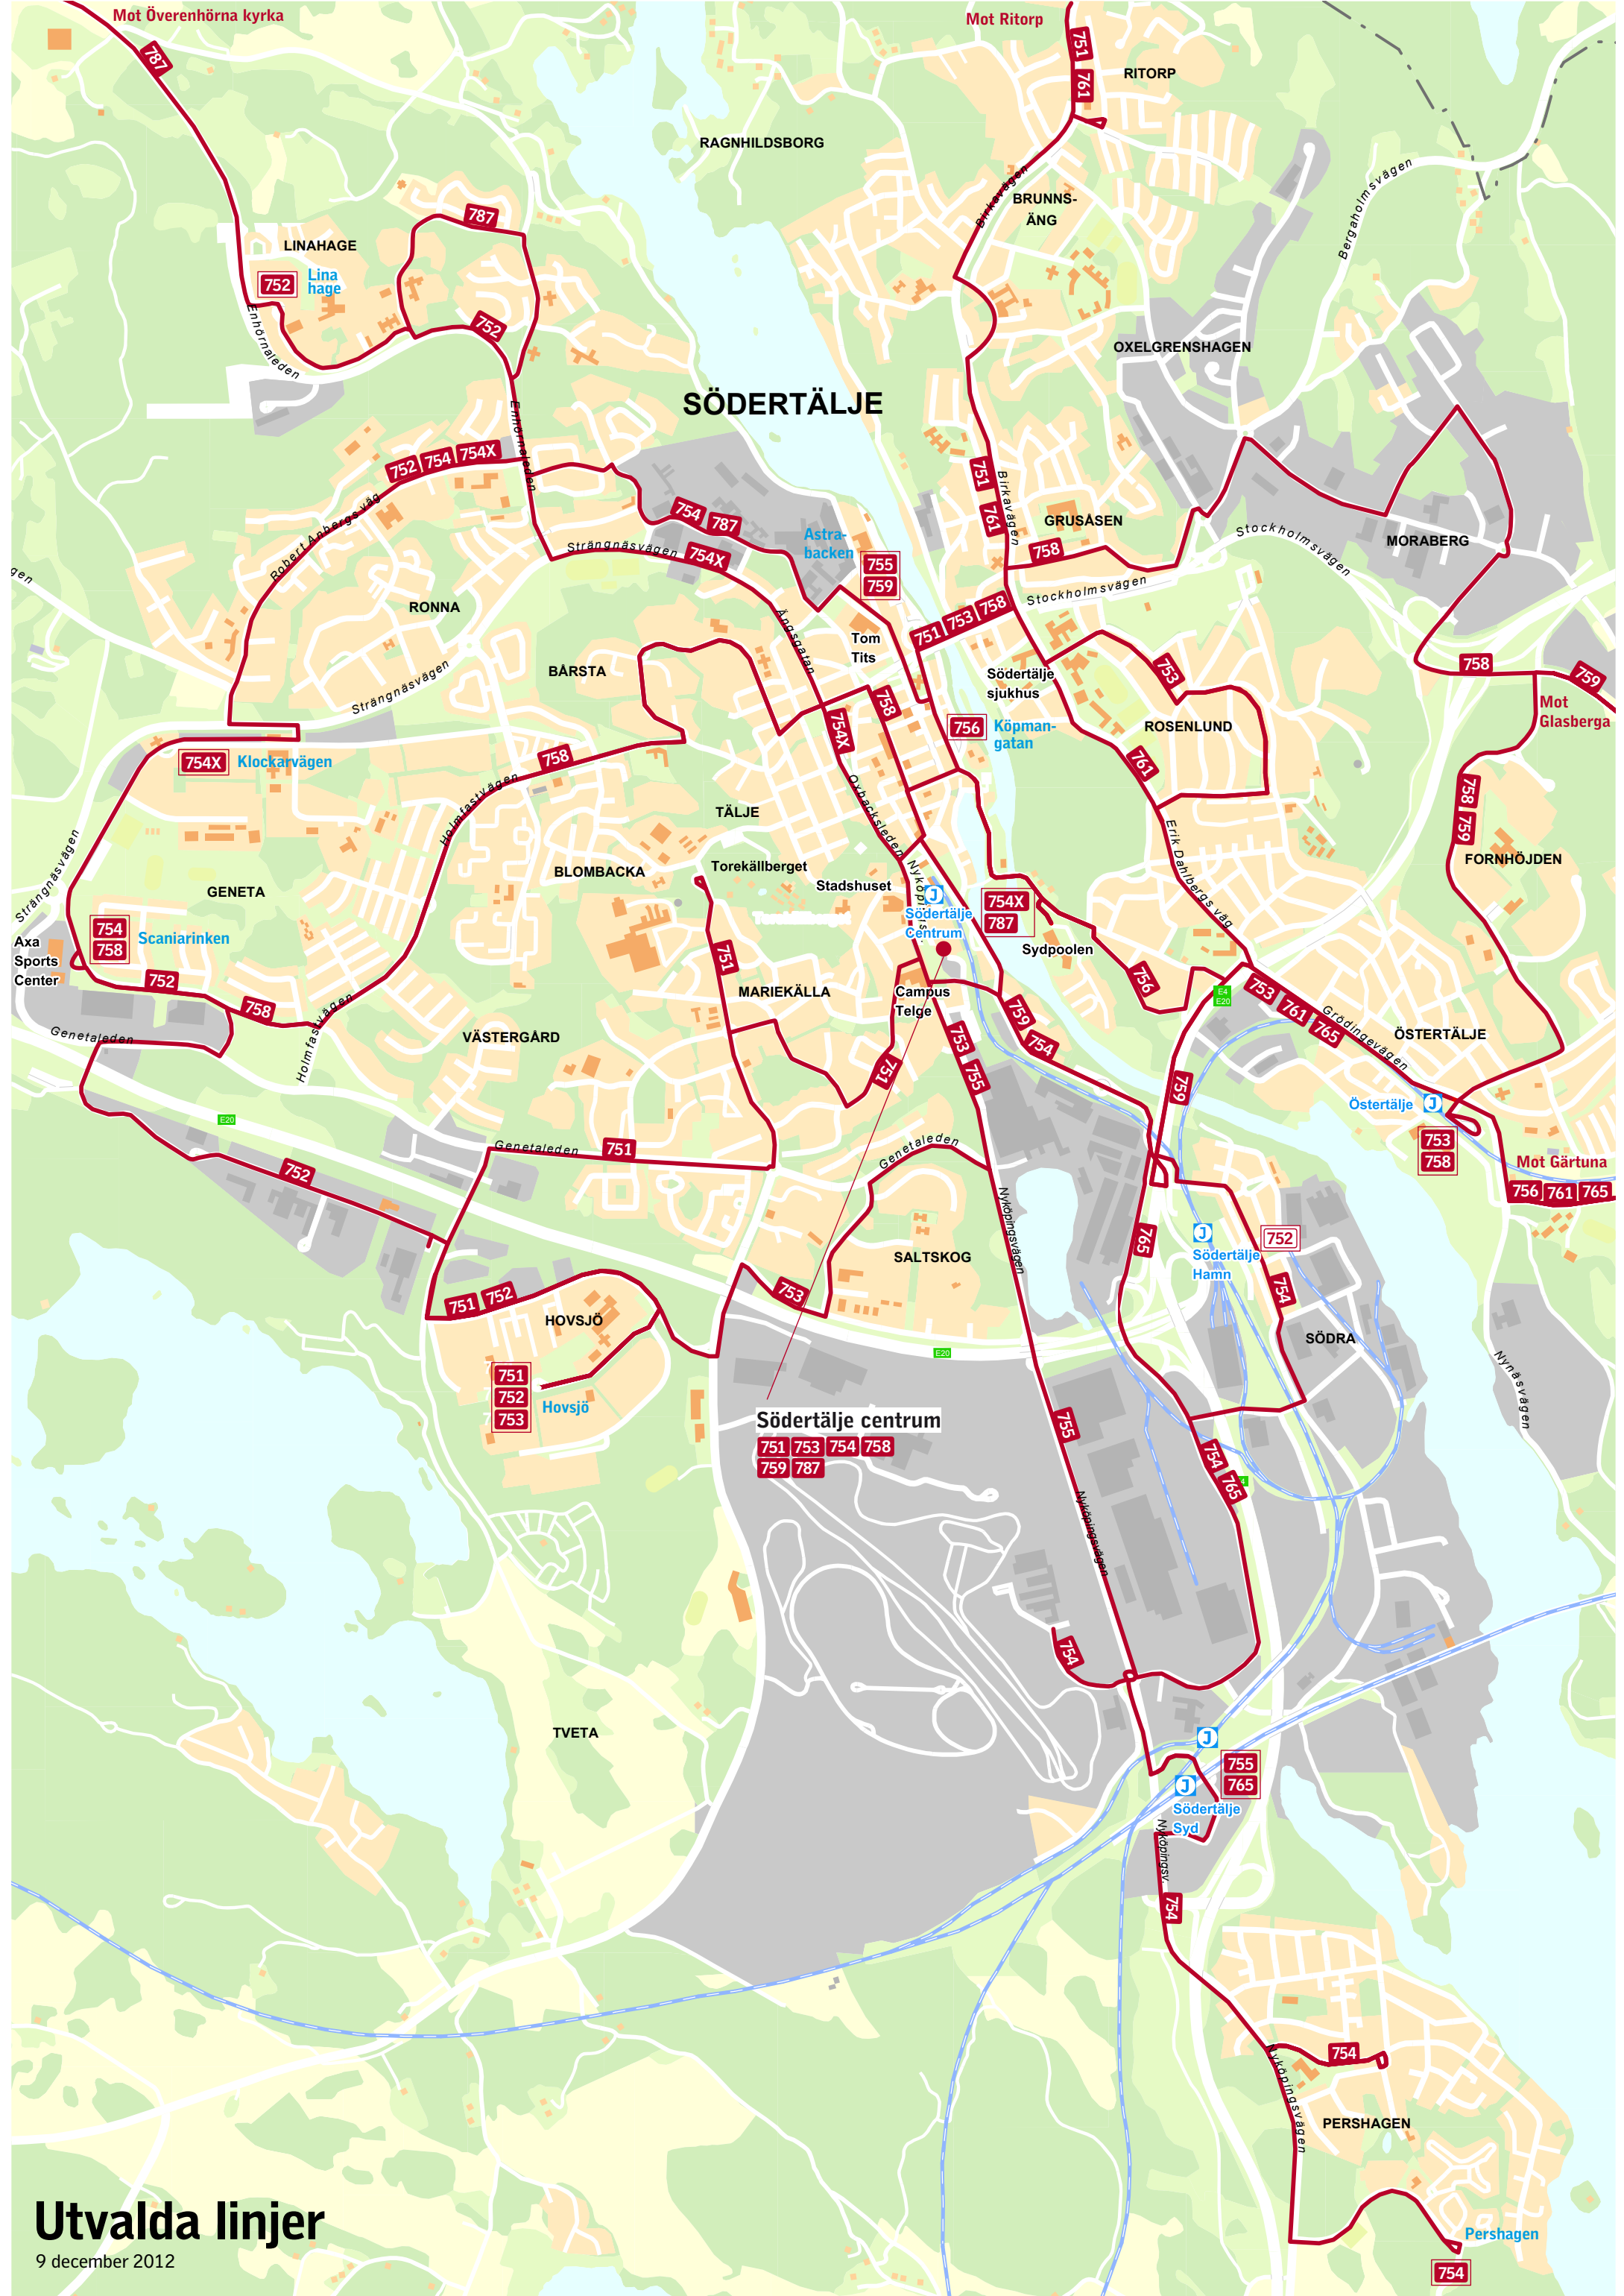 Mot Överenhörna kyrka
Mot Ritorp
787
751
761
RITORP
RAGNHILDSBORG
Birkavägen
BRUNNS-
ÄNG
Bergaholmsvägen
787
LINAHAGE
752
Lina
hage
Enhörnaleden
752
OXELGRENSHAGEN
SÖDERTÄLJE
Enhörnaleden
752 754 754X
751
Birkavägen
761
GRUSÅSEN
758
Stockholmsvägen
MORABERG
Robert Anbergs väg
754 787
Astra-
backen
755
759
Strängnäsvägen
754X
gen
RONNA
Stockholmsvägen
751 753 758
Ängsgatan
Tom
Tits
BÅRSTA
Södertälje
sjukhus
753
758
759
Strängnäsvägen
758
754X
756
Köpman-
gatan
ROSENLUND
Mot
Glasberga
754X
Klockarvägen
758
761
758
759
Holmfastvägen
Oxbacksleden
TÄLJE
Erik Dahlbergs väg
FORNHÖJDEN
Strängnäsvägen
GENETA
BLOMBACKA
Torekällberget
Stadshuset
J
Södertälje
Centrum
754X
787
754
758
Scaniarinken
Axa
Sports
Center
Sydpoolen
752
751
756
E4
E20
753
761
765
Grödingevägen
ÖSTERTÄLJE
MARIEKÄLLA
Campus
Telge
758
Holmfastvägen
Genetaleden
VÄSTERGÅRD
759
754
753
755
751
759
Östertälje
J
E20
753
758
Genetaleden
751
Genetaleden
Mot Gärtuna
756 761 765
752
Nyköpingsvägen
765
J
Södertälje
Hamn
752
SALTSKOG
754
751 752
753
HOVSJÖ
SÖDRA
E20
Nynäsvägen
751
752
753
Hovsjö
Södertälje centrum
751 753 754 758
759 787
755
754
765
Nyköpingsvägen
754
TVETA
J
755
765
J
Södertälje
Syd
Nyköpingsv.
754
754
Nyköpingsvägen
PERSHAGEN
Utvalda linjer
9 december 2012
Pershagen
754